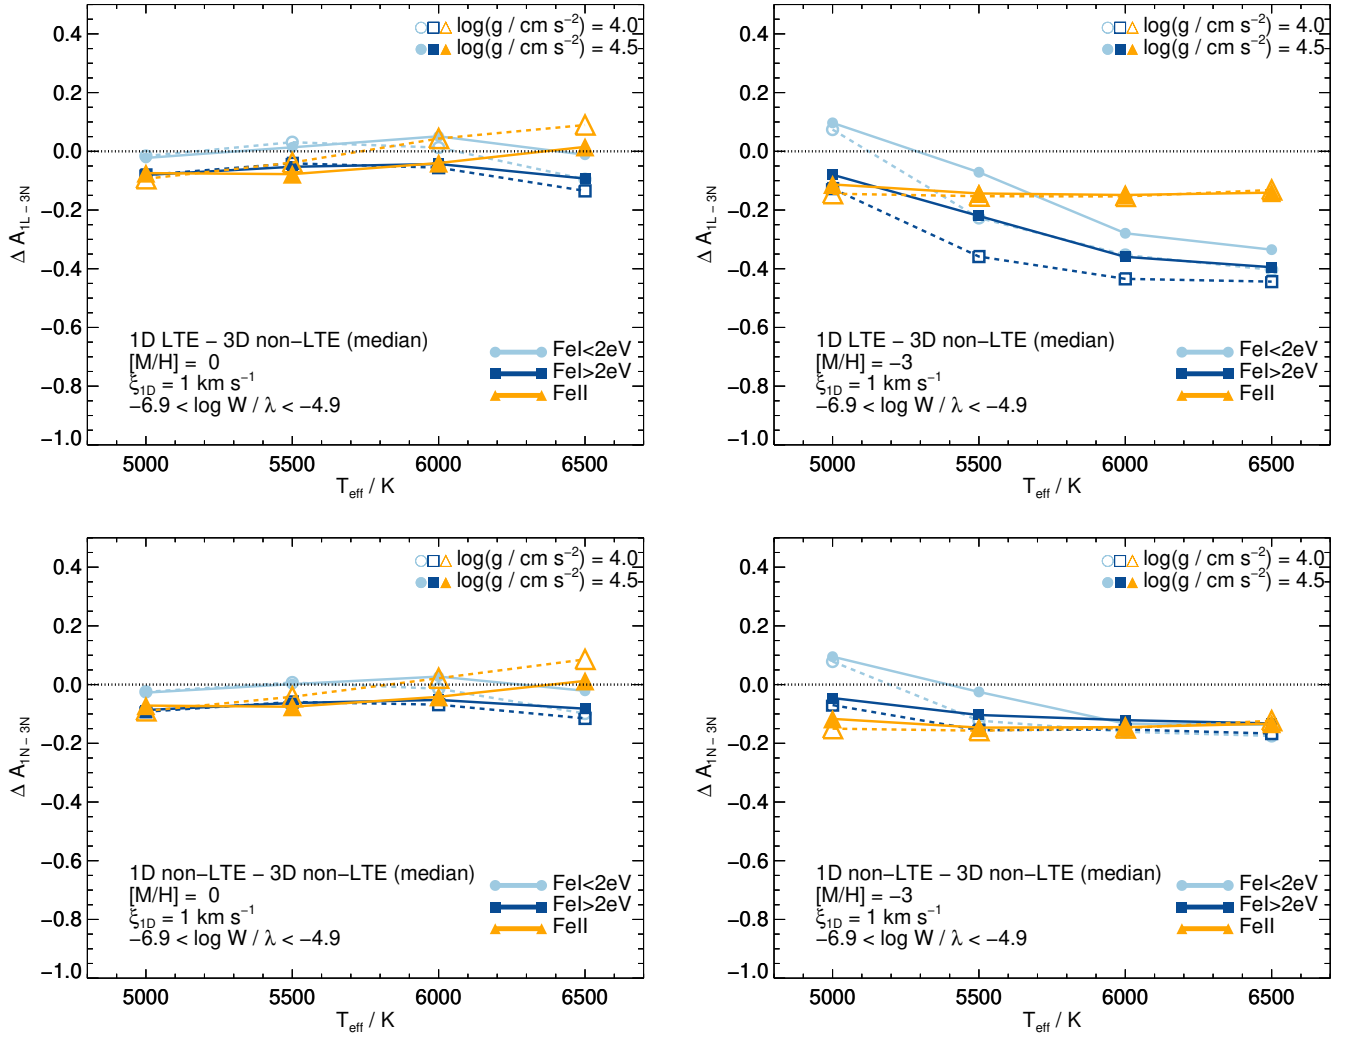 log(g / cm s⁻²) = 4.0
log(g / cm s⁻²) = 4.5
0.4
0.2
0.0
−0.2
−0.4
−0.6
−0.8
−1.0
Δ A₁L − 3N
1D LTE − 3D non−LTE (median)
[M/H] = 0
ξ₁D = 1 km s⁻¹
−6.9 < log W / λ < −4.9
FeI<2eV
FeI>2eV
FeII
5000 5500 6000 6500
T_eff / K
log(g / cm s⁻²) = 4.0
log(g / cm s⁻²) = 4.5
0.4
0.2
0.0
−0.2
−0.4
−0.6
−0.8
−1.0
Δ A₁L − 3N
1D LTE − 3D non−LTE (median)
[M/H] = −3
ξ₁D = 1 km s⁻¹
−6.9 < log W / λ < −4.9
FeI<2eV
FeI>2eV
FeII
5000 5500 6000 6500
T_eff / K
log(g / cm s⁻²) = 4.0
log(g / cm s⁻²) = 4.5
0.4
0.2
0.0
−0.2
−0.4
−0.6
−0.8
−1.0
Δ A₁N − 3N
1D non−LTE − 3D non−LTE (median)
[M/H] = 0
ξ₁D = 1 km s⁻¹
−6.9 < log W / λ < −4.9
FeI<2eV
FeI>2eV
FeII
5000 5500 6000 6500
T_eff / K
log(g / cm s⁻²) = 4.0
log(g / cm s⁻²) = 4.5
0.4
0.2
0.0
−0.2
−0.4
−0.6
−0.8
−1.0
Δ A₁N − 3N
1D non−LTE − 3D non−LTE (median)
[M/H] = −3
ξ₁D = 1 km s⁻¹
−6.9 < log W / λ < −4.9
FeI<2eV
FeI>2eV
FeII
5000 5500 6000 6500
T_eff / K